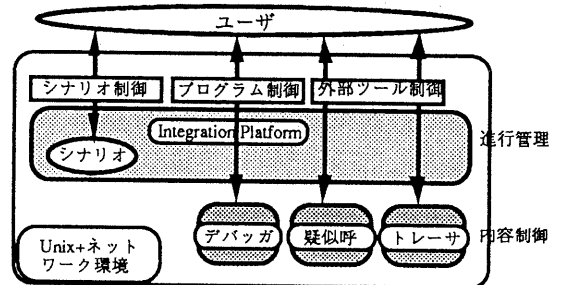 ユーザ
シナリオ制御
プログラム制御
外部ツール制御
Integration Platform
進行管理
シナリオ
デバッガ
疑似呼
トレーサ
内容制御
Unix+ネット
ワーク環境